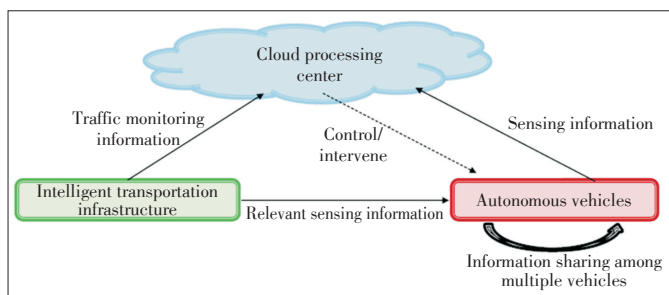 Cloud processing
center
Traffic monitoring
information
Control/
intervene
Sensing information
Intelligent transportation
infrastructure
Relevant sensing information
Autonomous vehicles
Information sharing among
multiple vehicles